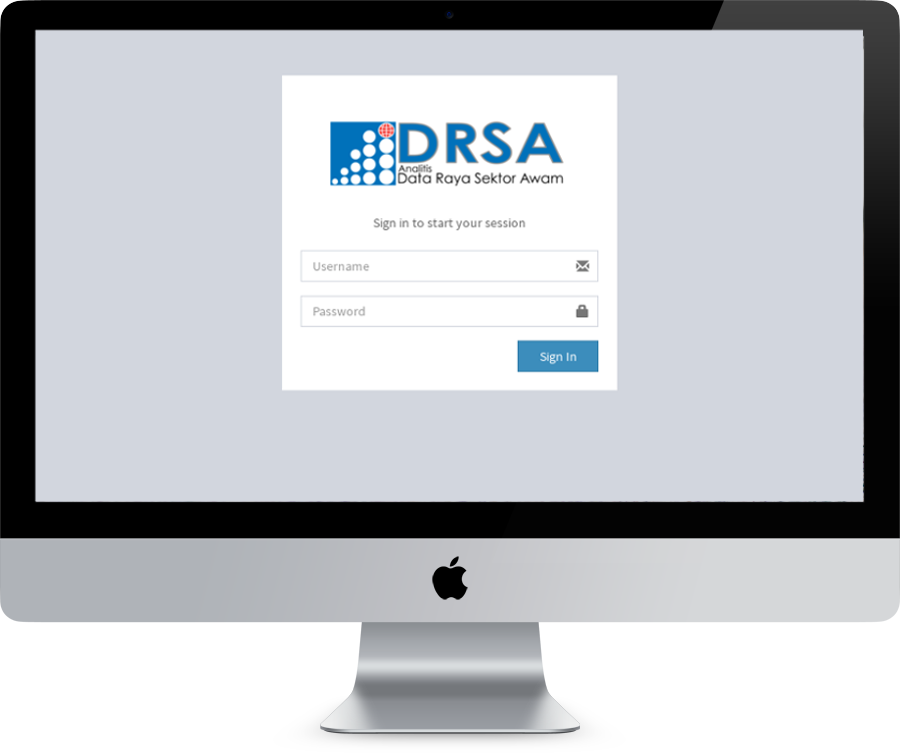 DRSA
Analitis
Data Raya Sektor Awam
Sign in to start your session
Username
Password
Sign In